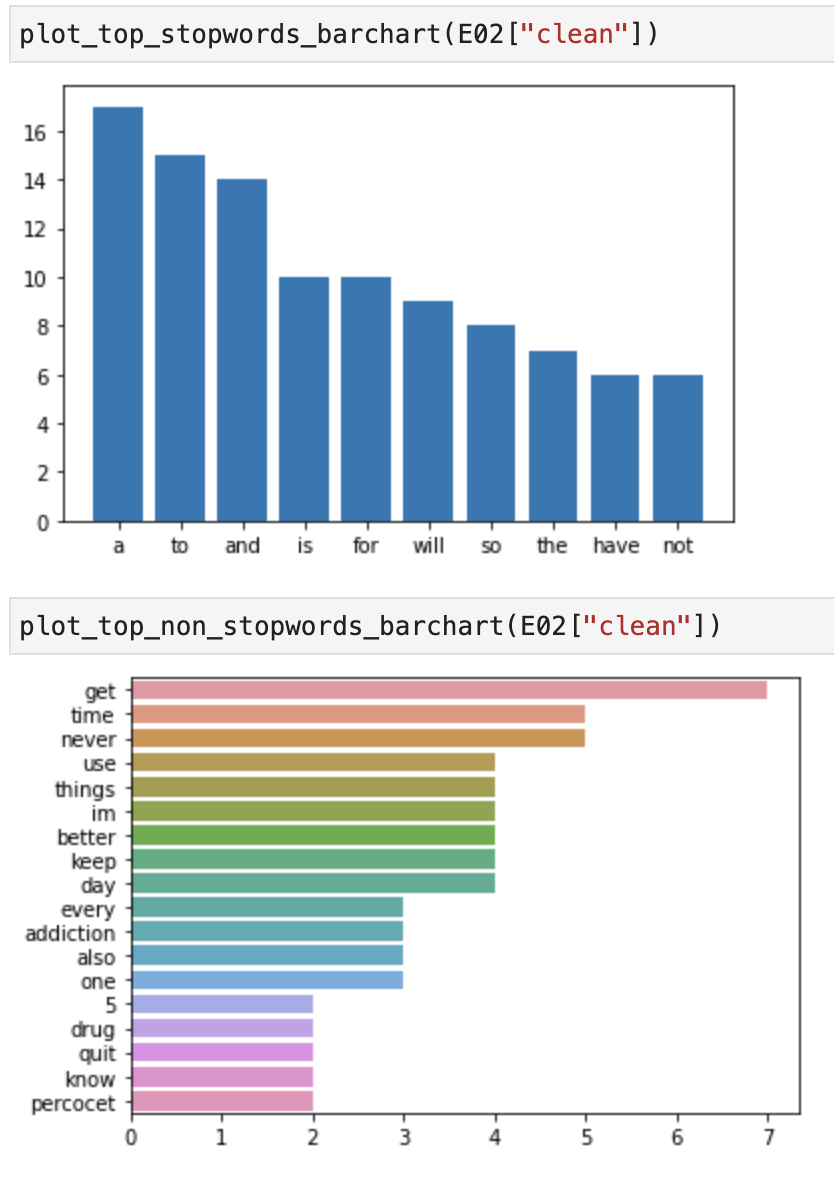 plot_top_stopwords_barchart(E02["clean"])
16
14
12
10
8
6
4
2
0
a to and is for will so the have not
plot_top_non_stopwords_barchart(E02["clean"])
get
time
never
use
things
im
better
keep
day
every
addiction
also
one
5
drug
quit
know
percocet
0 1 2 3 4 5 6 7